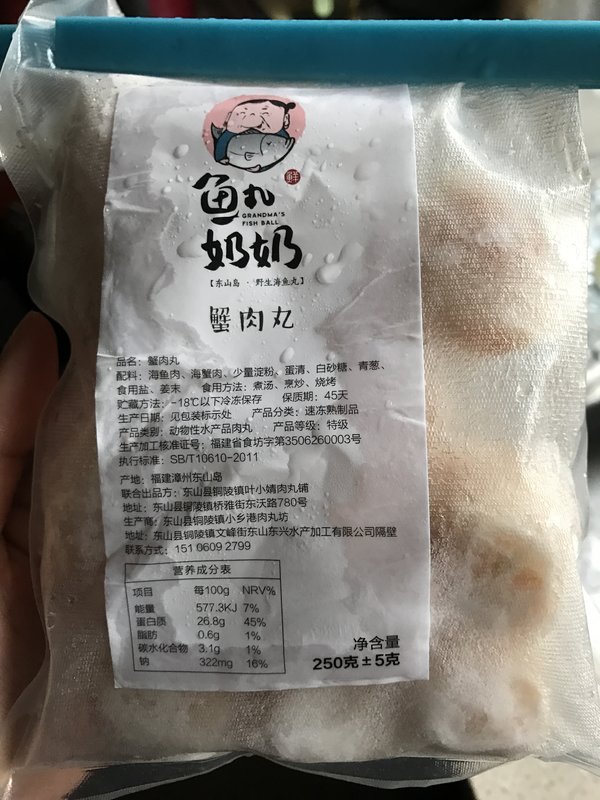 鱼丸
鲜
GRANDMA'S
FISH BALL
奶奶
【东山岛 · 野生海鱼丸】
蟹肉丸
品名：蟹肉丸
配料：海鱼肉、海蟹肉、少量淀粉、蛋清、白砂糖、青葱、
食用盐、姜末 食用方法：煮汤、烹炒、烧烤
贮藏方法：-18℃以下冷冻保存 保质期：45天
生产日期：见包装标示处 产品分类：速冻熟制品
产品类别：动物性水产品肉丸 产品等级：特级
生产加工核准证号：福建省食坊字第3506260003号
执行标准：SB/T10610-2011
产地：福建漳州东山岛
联合出品方：东山县铜陵镇叶小婧肉丸铺
地址：东山县铜陵镇桥雅街东沃路780号
生产商：东山县铜陵镇小乡港肉丸坊
地址：东山县铜陵镇文峰街东山东兴水产加工有限公司隔壁
联系方式：151 0609 2799
营养成分表
项目 每100g NRV%
能量 577.3KJ 7%
蛋白质 26.8g 45%
脂肪 0.6g 1%
碳水化合物 3.1g 1%
钠 322mg 16%
净含量
250克±5克